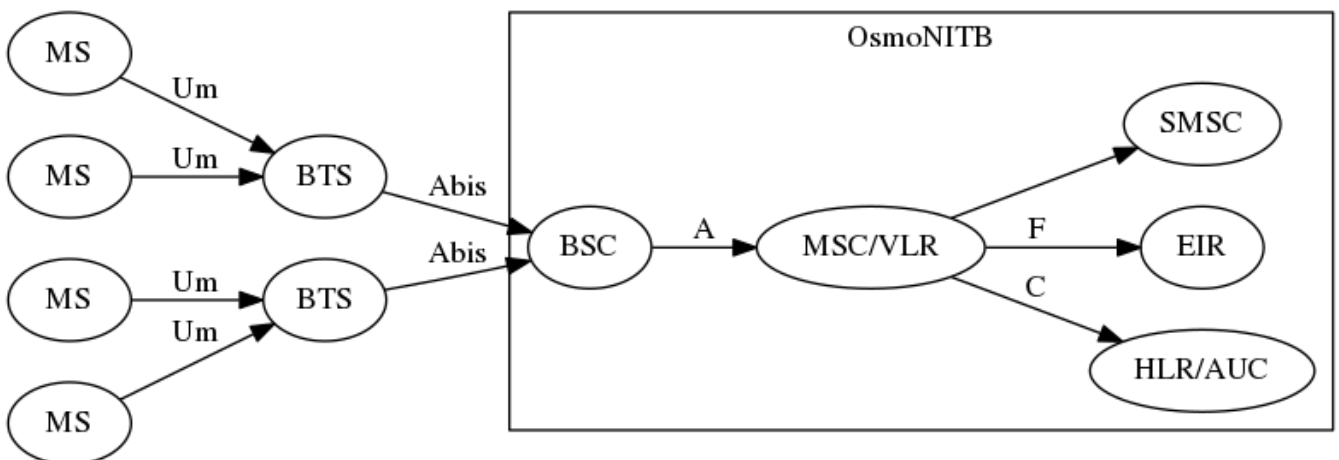 OsmoNITB
MS
Um
MS
Um
BTS
Abis
MS
Um
BTS
Abis
MS
Um
BSC
A
MSC/VLR
SMSC
F
EIR
C
HLR/AUC